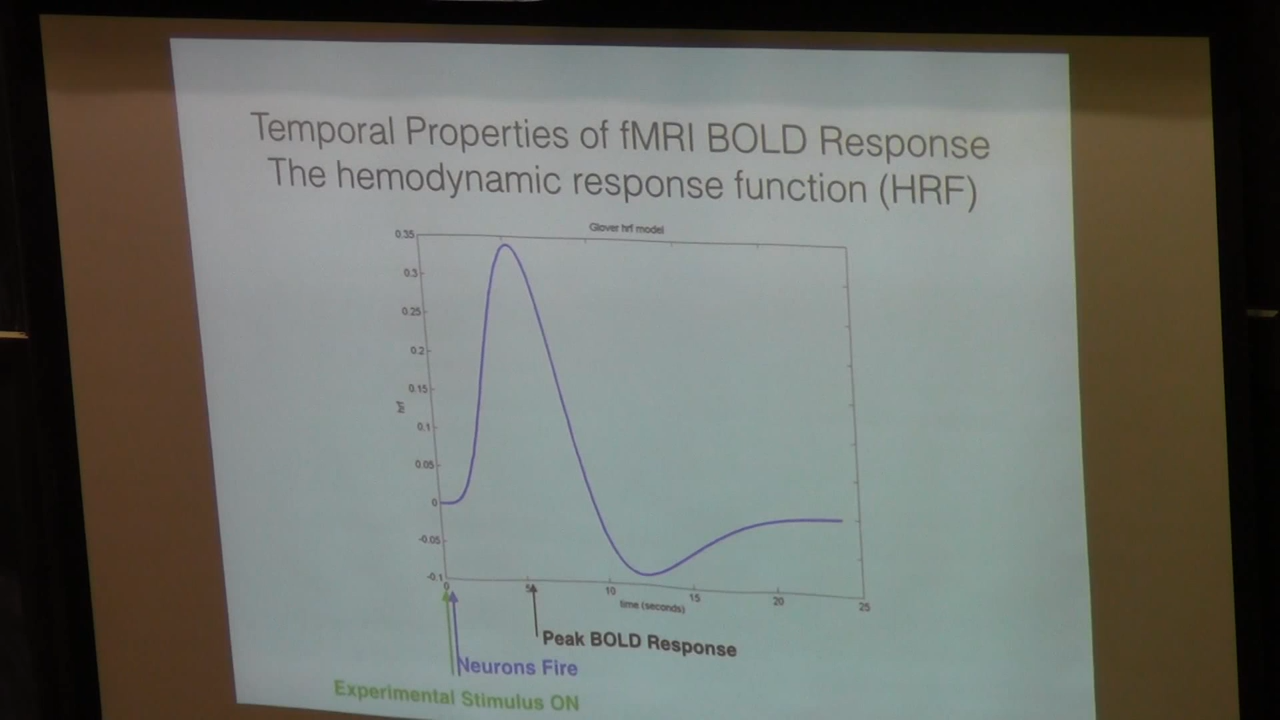 Temporal Properties of fMRI BOLD Response
The hemodynamic response function (HRF)
Glover hrf model
0.35
0.3
0.25
0.2
0.15
0.1
0.05
0
-0.05
-0.1
hrf
0
5
10
15
20
25
time (seconds)
Peak BOLD Response
Neurons Fire
Experimental Stimulus ON